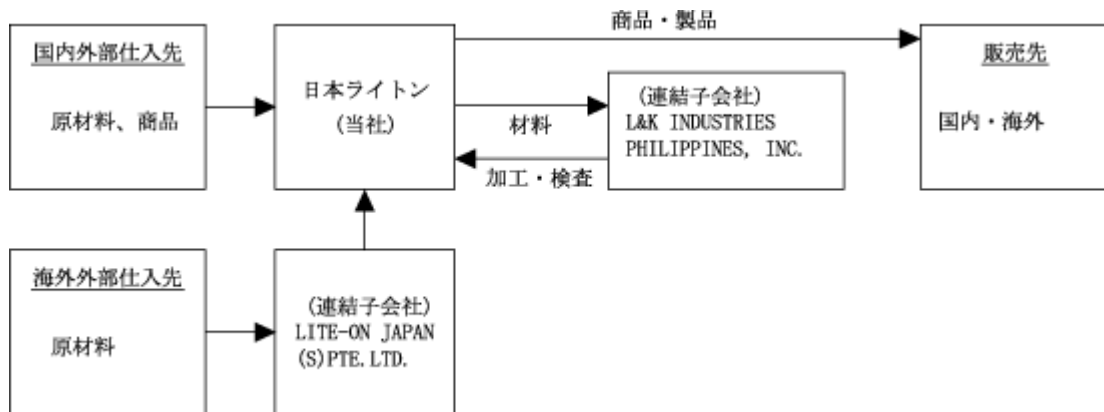 国内外部仕入先
原材料、商品
日本ライトン
(当社)
商品・製品
材料
加工・検査
(連結子会社)
L&K INDUSTRIES
PHILIPPINES, INC.
販売先
国内・海外
海外外部仕入先
原材料
(連結子会社)
LITE-ON JAPAN
(S)PTE.LTD.